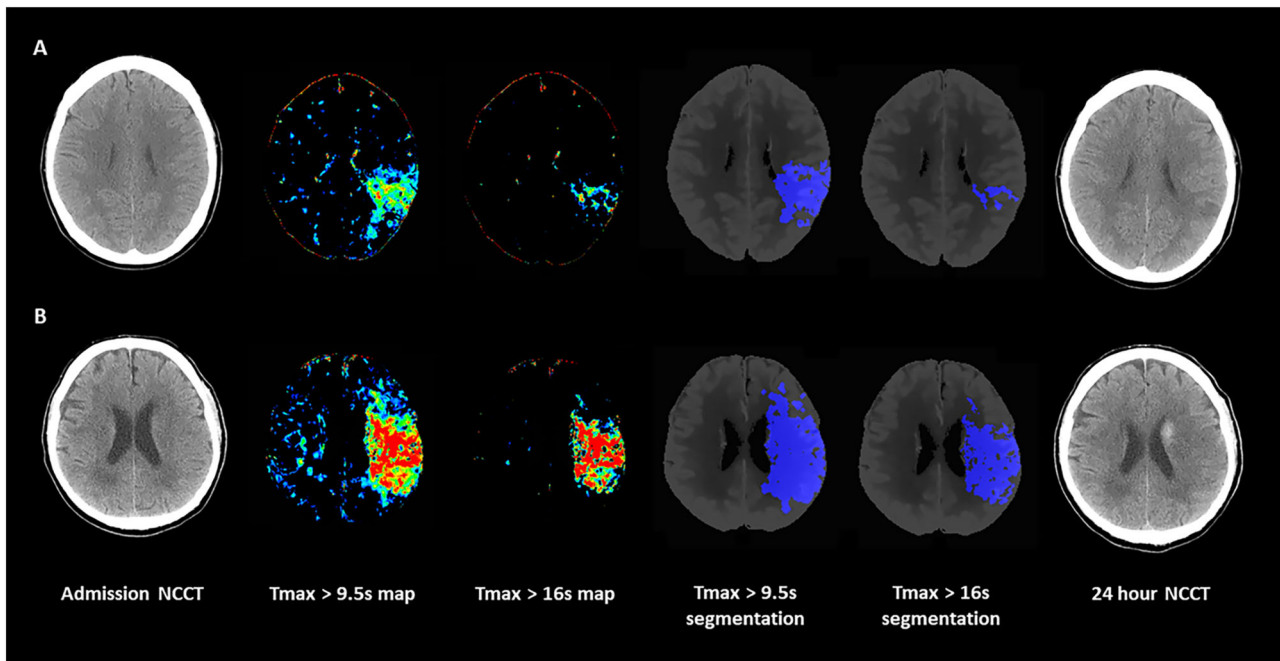 A
B
Admission NCCT
Tmax > 9.5s map
Tmax > 16s map
Tmax > 9.5s
segmentation
Tmax > 16s
segmentation
24 hour NCCT